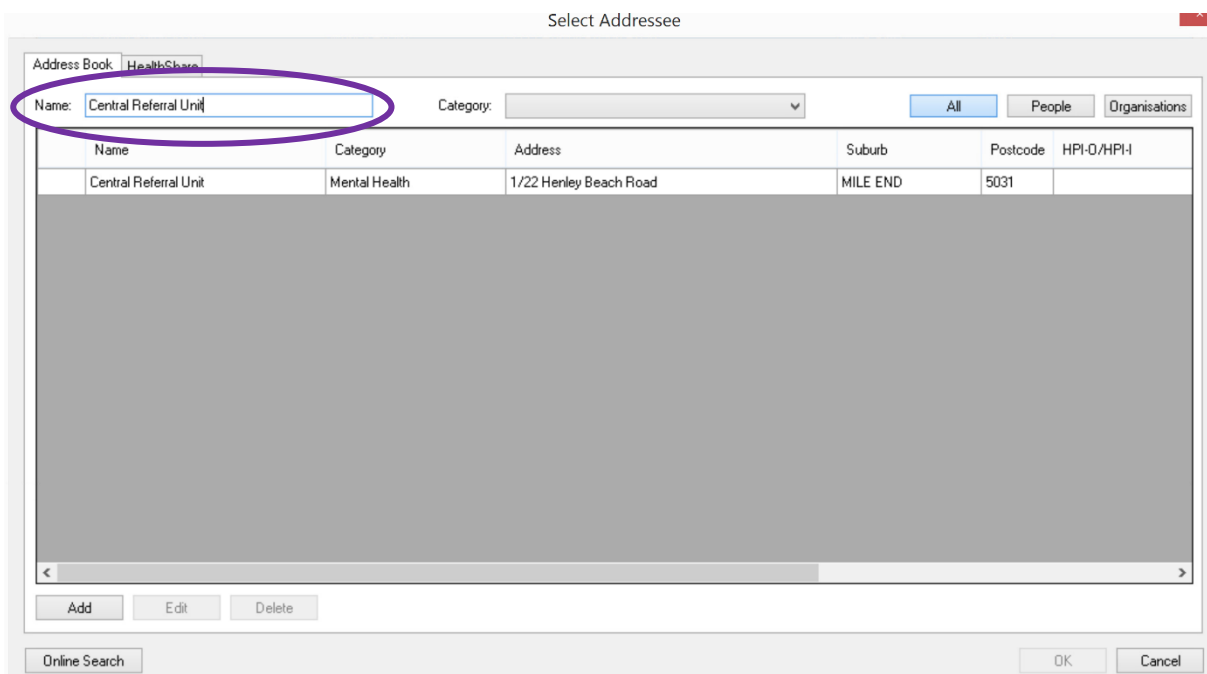 Select Addressee
Address Book HealthShare
Name: Central Referral Unit Category: All People Organisations
Name Category Address Suburb Postcode HPI-O/HPI-I
Central Referral Unit Mental Health 1/22 Henley Beach Road MILE END 5031
Add Edit Delete
Online Search OK Cancel